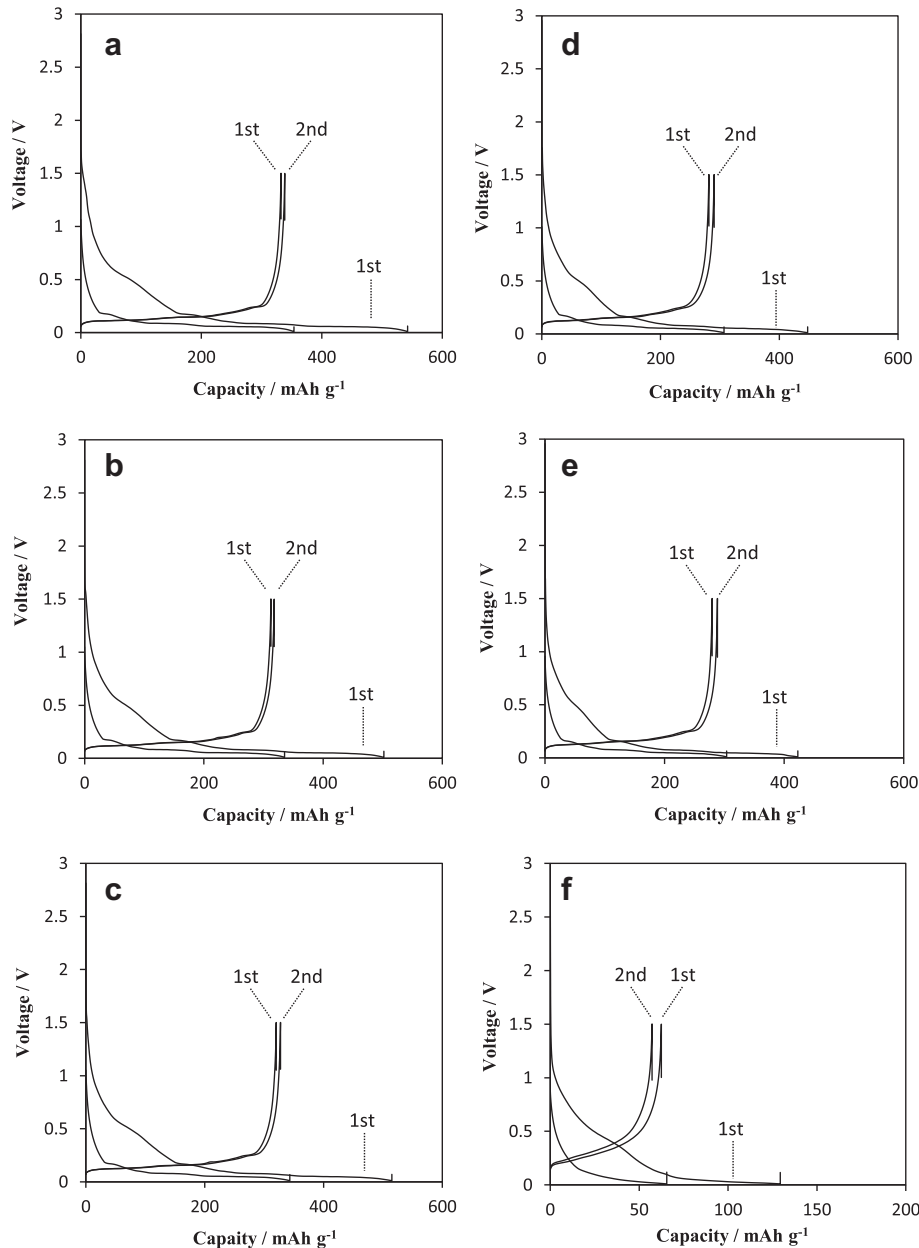 a
3
2.5
2
1.5
1
0.5
0
Voltage / V
1st 2nd
1st
0 200 400 600
Capacity / mAh g⁻¹
d
3
2.5
2
1.5
1
0.5
0
Voltage / V
1st 2nd
1st
0 200 400 600
Capacity / mAh g⁻¹
b
3
2.5
2
1.5
1
0.5
0
Voltage / V
1st 2nd
1st
0 200 400 600
Capacity / mAh g⁻¹
e
3
2.5
2
1.5
1
0.5
0
Voltage / V
1st 2nd
1st
0 200 400 600
Capacity / mAh g⁻¹
c
3
2.5
2
1.5
1
0.5
0
Voltage / V
1st 2nd
1st
0 200 400 600
Capaity / mAh g⁻¹
f
3
2.5
2
1.5
1
0.5
0
Voltage / V
2nd 1st
1st
0 50 100 150 200
Capacity / mAh g⁻¹